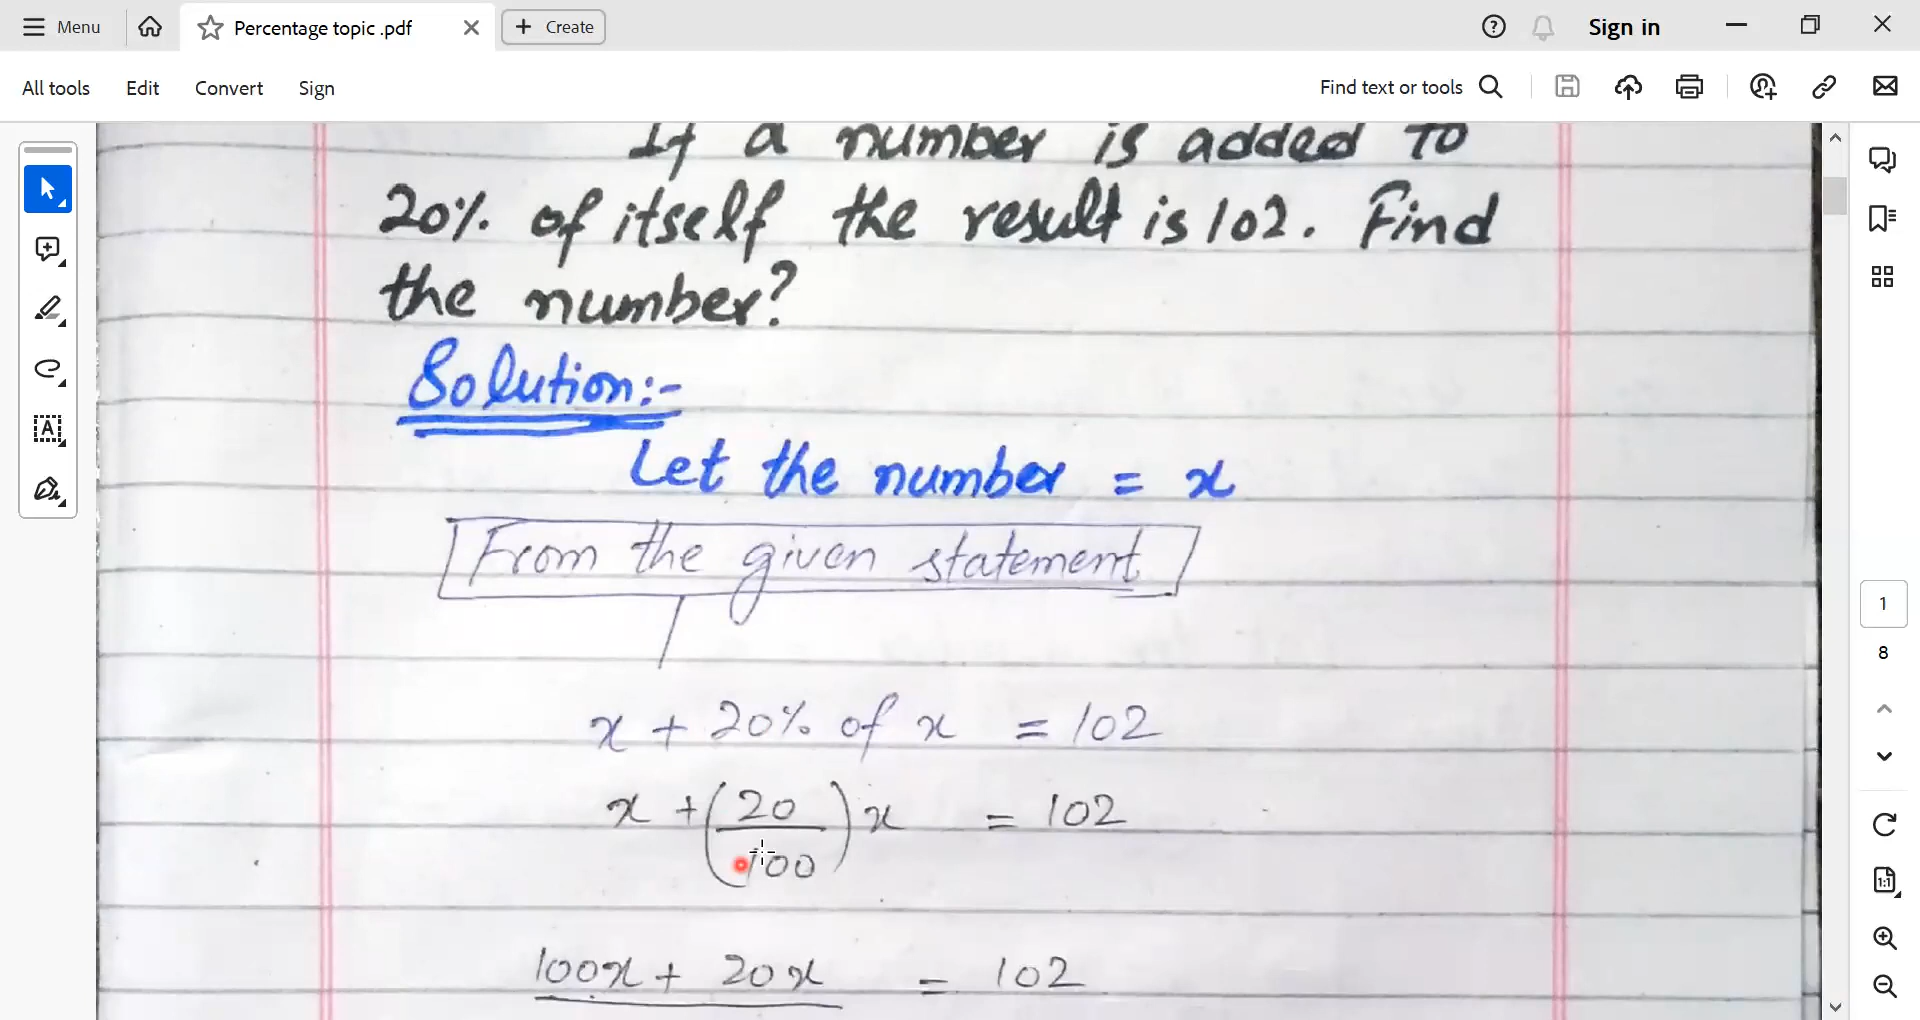 Menu
Percentage topic .pdf
Create
Sign in
All tools
Edit
Convert
Sign
Find text or tools
If a number is added to
20% of itself the result is 102. Find
the number?
Solution:-
Let the number = x
From the given statement
x + 20% of x = 102
x + (20/100) x = 102
100x + 20x = 102
1
8